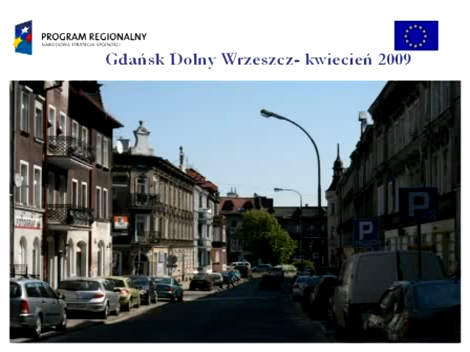 PROGRAM REGIONALNY
NARODOWA STRATEGIA SPÓJNOŚCI
Gdańsk Dolny Wrzeszcz- kwiecień 2009
P
P